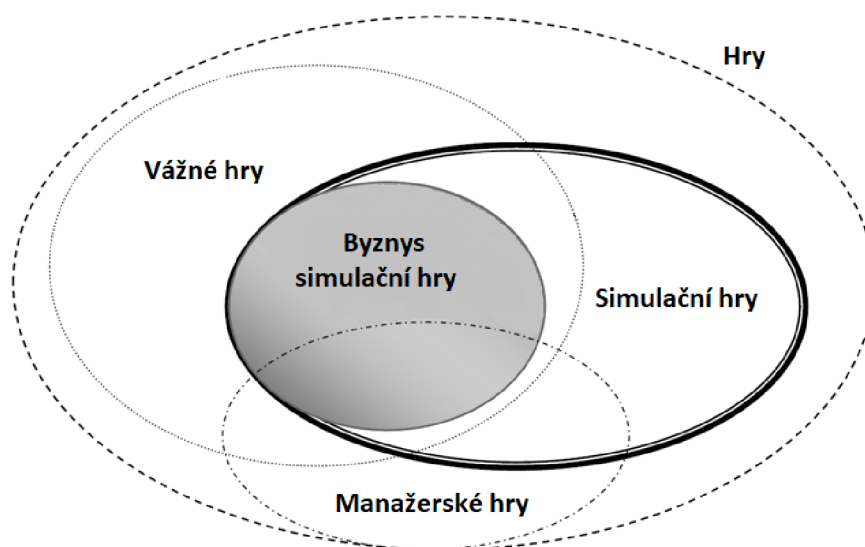 Hry
Vážné hry
Byznys
simulační hry
Simulační hry
Manažerské hry